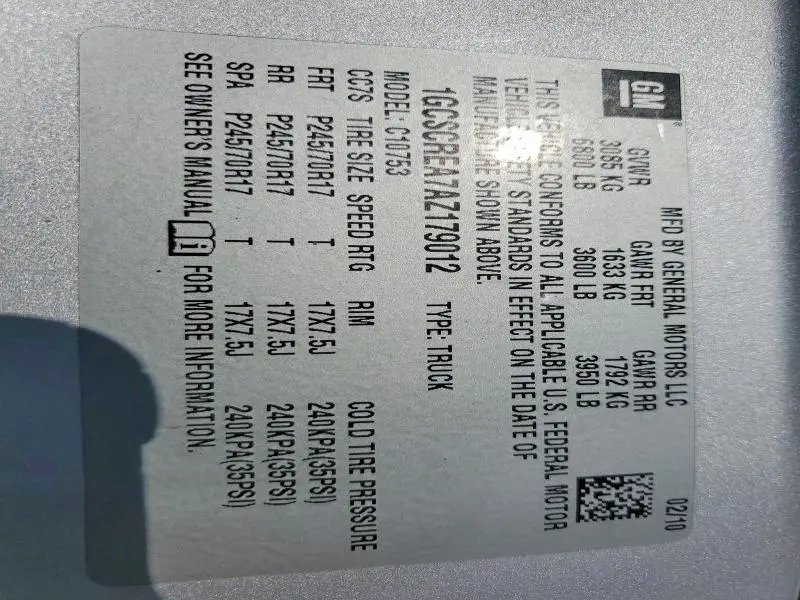 GM®
MFD BY GENERAL MOTORS LLC 02/10
GVWR GAWR FRT GAWR RR
3085 KG 1633 KG 1792 KG
6800 LB 3600 LB 3950 LB
THIS VEHICLE CONFORMS TO ALL APPLICABLE U.S. FEDERAL MOTOR
VEHICLE SAFETY STANDARDS IN EFFECT ON THE DATE OF
MANUFACTURE SHOWN ABOVE.
1GCSCREA7AZ179012 TYPE: TRUCK
MODEL: C10753
CC7S TIRE SIZE SPEED RTG RIM COLD TIRE PRESSURE
FRT P245/70R17 T 17X7.5J 240KPA(35PSI)
RR P245/70R17 T 17X7.5J 240KPA(35PSI)
SPA P245/70R17 T 17X7.5J 240KPA(35PSI)
SEE OWNER'S MANUAL FOR MORE INFORMATION.